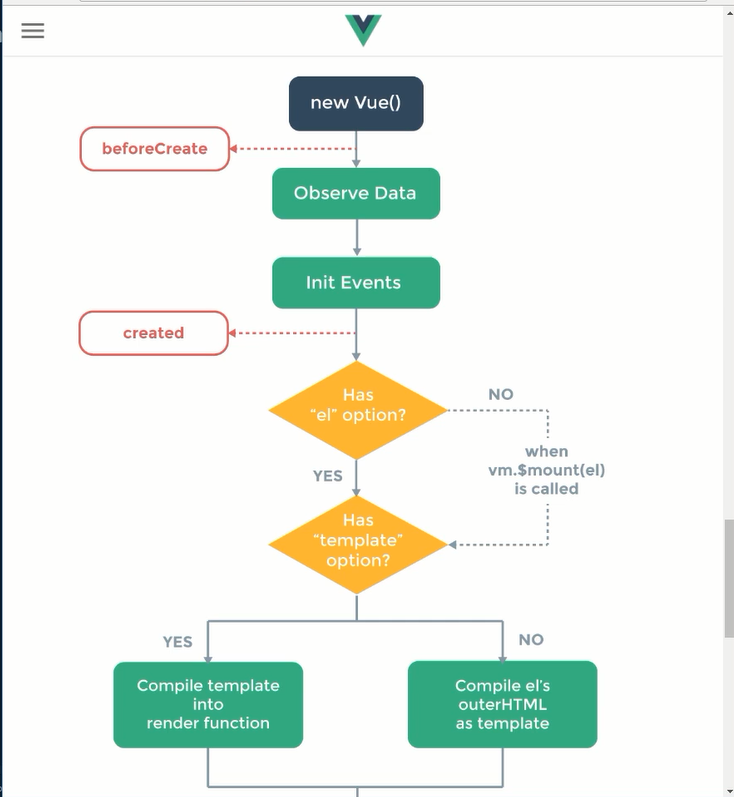 new Vue()
beforeCreate
Observe Data
Init Events
created
Has
“el” option?
NO
when
vm.$mount(el)
is called
YES
Has
“template”
option?
YES
NO
Compile template
into
render function
Compile el’s
outerHTML
as template